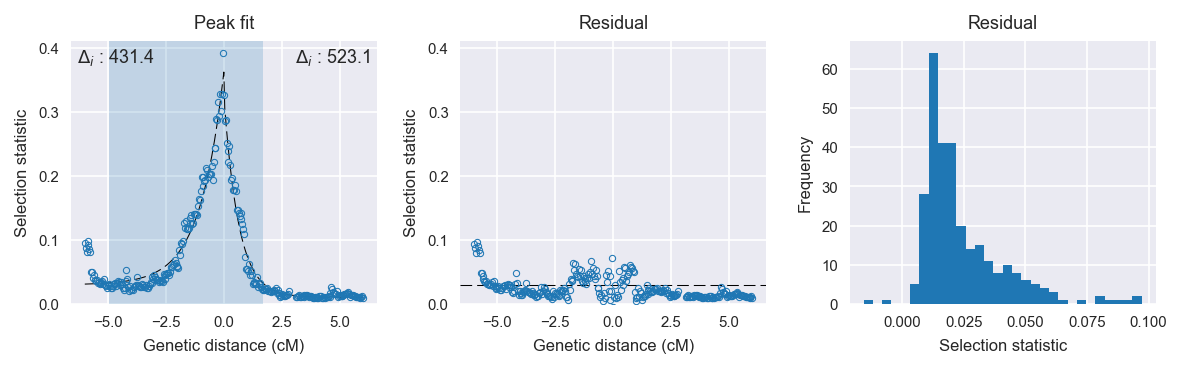 Peak fit
0.4
0.3
0.2
0.1
0.0
Δi : 431.4
Δi : 523.1
−5.0 −2.5 0.0 2.5 5.0
Genetic distance (cM)
Selection statistic
Residual
0.4
0.3
0.2
0.1
0.0
−5.0 −2.5 0.0 2.5 5.0
Genetic distance (cM)
Selection statistic
Residual
60
50
40
30
20
10
0
0.000 0.025 0.050 0.075 0.100
Selection statistic
Frequency